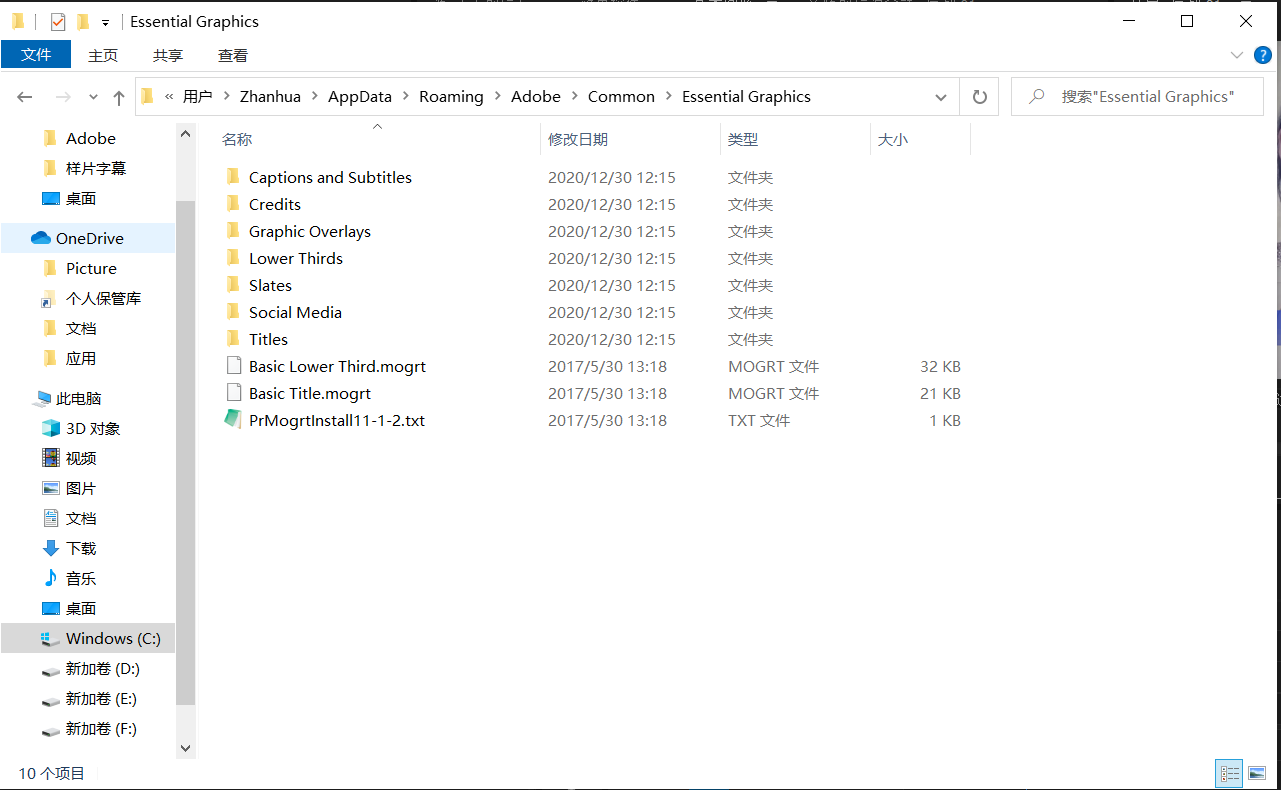 Essential Graphics
文件 主页 共享 查看
« 用户 > Zhanhua > AppData > Roaming > Adobe > Common > Essential Graphics
搜索"Essential Graphics"
Adobe
样片字幕
桌面
OneDrive
Picture
个人保管库
文档
应用
此电脑
3D 对象
视频
图片
文档
下载
音乐
桌面
Windows (C:)
新加卷 (D:)
新加卷 (E:)
新加卷 (F:)
名称 修改日期 类型 大小
Captions and Subtitles 2020/12/30 12:15 文件夹
Credits 2020/12/30 12:15 文件夹
Graphic Overlays 2020/12/30 12:15 文件夹
Lower Thirds 2020/12/30 12:15 文件夹
Slates 2020/12/30 12:15 文件夹
Social Media 2020/12/30 12:15 文件夹
Titles 2020/12/30 12:15 文件夹
Basic Lower Third.mogrt 2017/5/30 13:18 MOGRT 文件 32 KB
Basic Title.mogrt 2017/5/30 13:18 MOGRT 文件 21 KB
PrMogrtInstall11-1-2.txt 2017/5/30 13:18 TXT 文件 1 KB
10 个项目